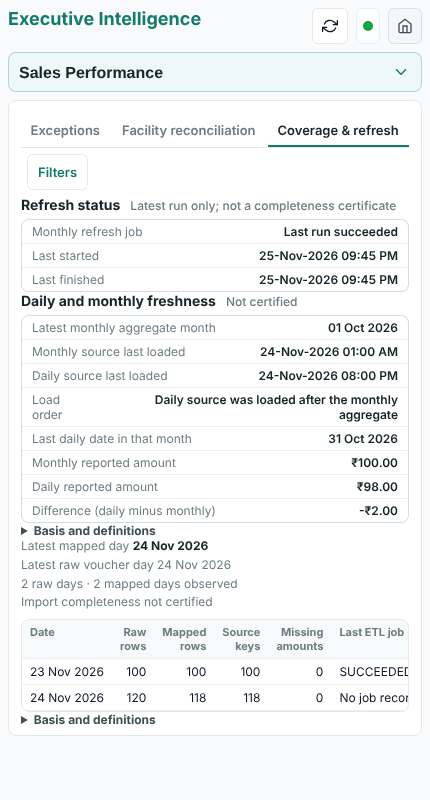 Executive Intelligence
Sales Performance
Exceptions Facility reconciliation Coverage & refresh
Filters
Refresh status Latest run only; not a completeness certificate
Monthly refresh job Last run succeeded
Last started 25-Nov-2026 09:45 PM
Last finished 25-Nov-2026 09:45 PM
Daily and monthly freshness Not certified
Latest monthly aggregate month 01 Oct 2026
Monthly source last loaded 24-Nov-2026 01:00 AM
Daily source last loaded 24-Nov-2026 08:00 PM
Load order Daily source was loaded after the monthly aggregate
Last daily date in that month 31 Oct 2026
Monthly reported amount ₹100.00
Daily reported amount ₹98.00
Difference (daily minus monthly) -₹2.00
Basis and definitions
Latest mapped day 24 Nov 2026
Latest raw voucher day 24 Nov 2026
2 raw days · 2 mapped days observed
Import completeness not certified
Date Raw rows Mapped rows Source keys Missing amounts Last ETL job
23 Nov 2026 100 100 100 0 SUCCEEDED
24 Nov 2026 120 118 118 0 No job recor
Basis and definitions